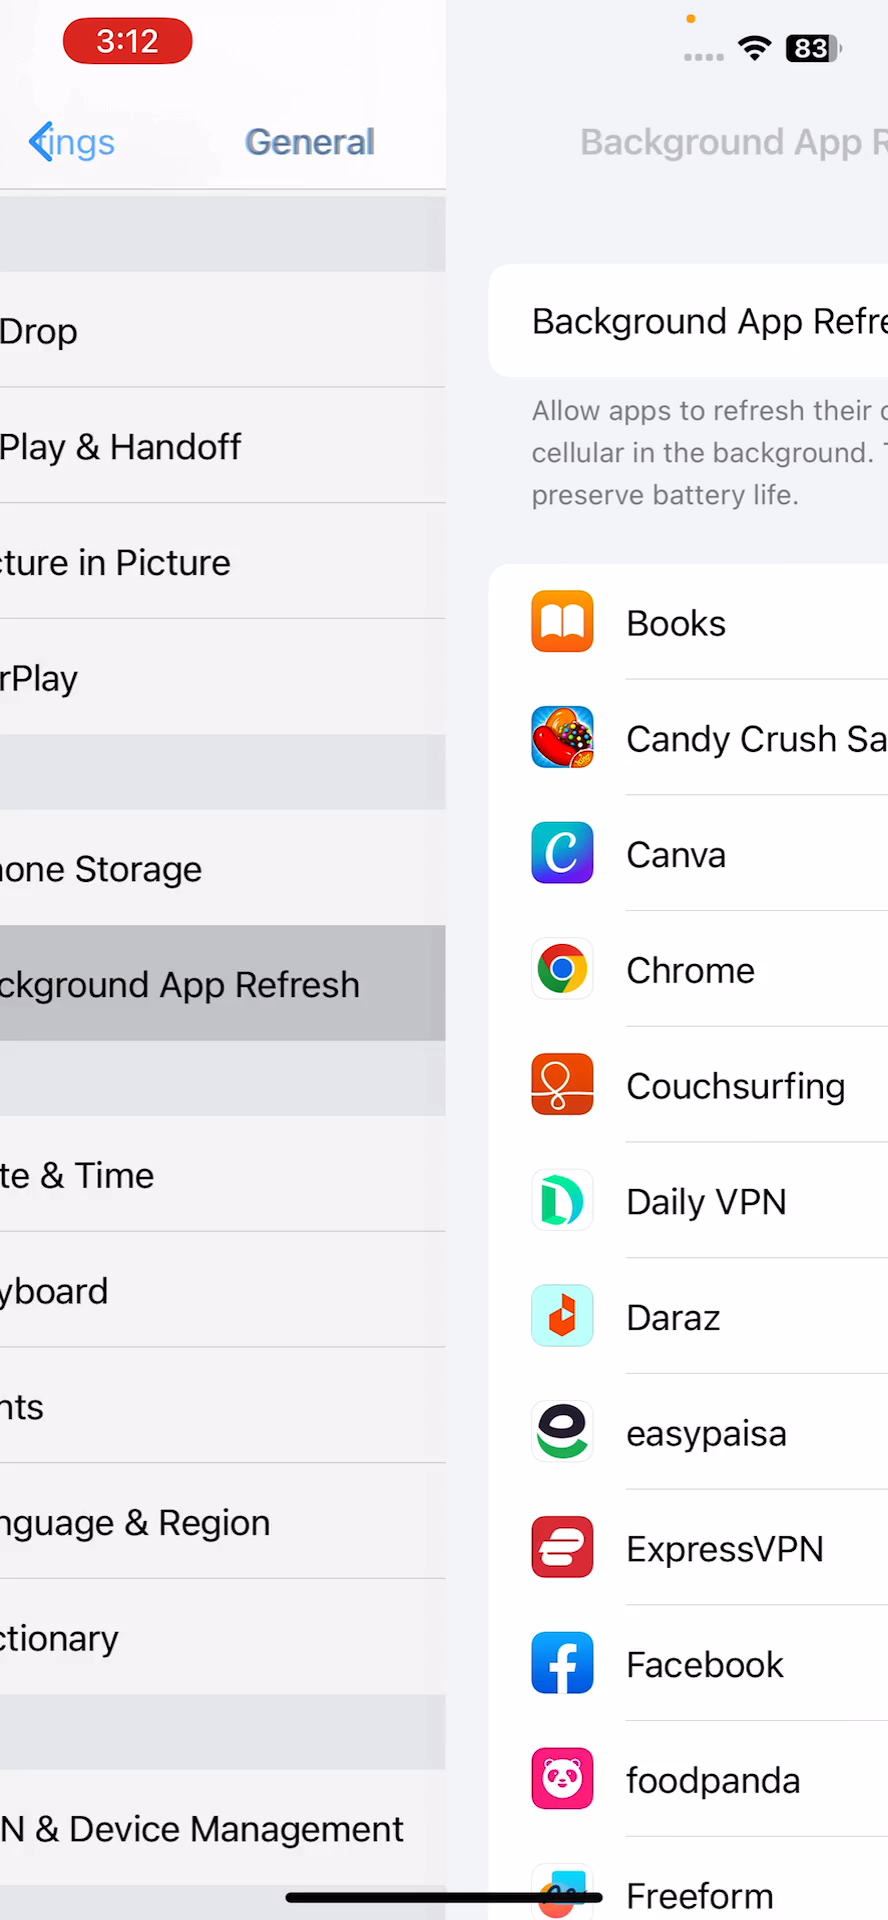 3:12
83
ings
General
Background App R
Drop
Play & Handoff
cture in Picture
rPlay
one Storage
ckground App Refresh
te & Time
yboard
nts
nguage & Region
ctionary
N & Device Management
Background App Refre
Allow apps to refresh their
cellular in the background.
preserve battery life.
Books
Candy Crush Sa
Canva
Chrome
Couchsurfing
Daily VPN
Daraz
easypaisa
ExpressVPN
Facebook
foodpanda
Freeform